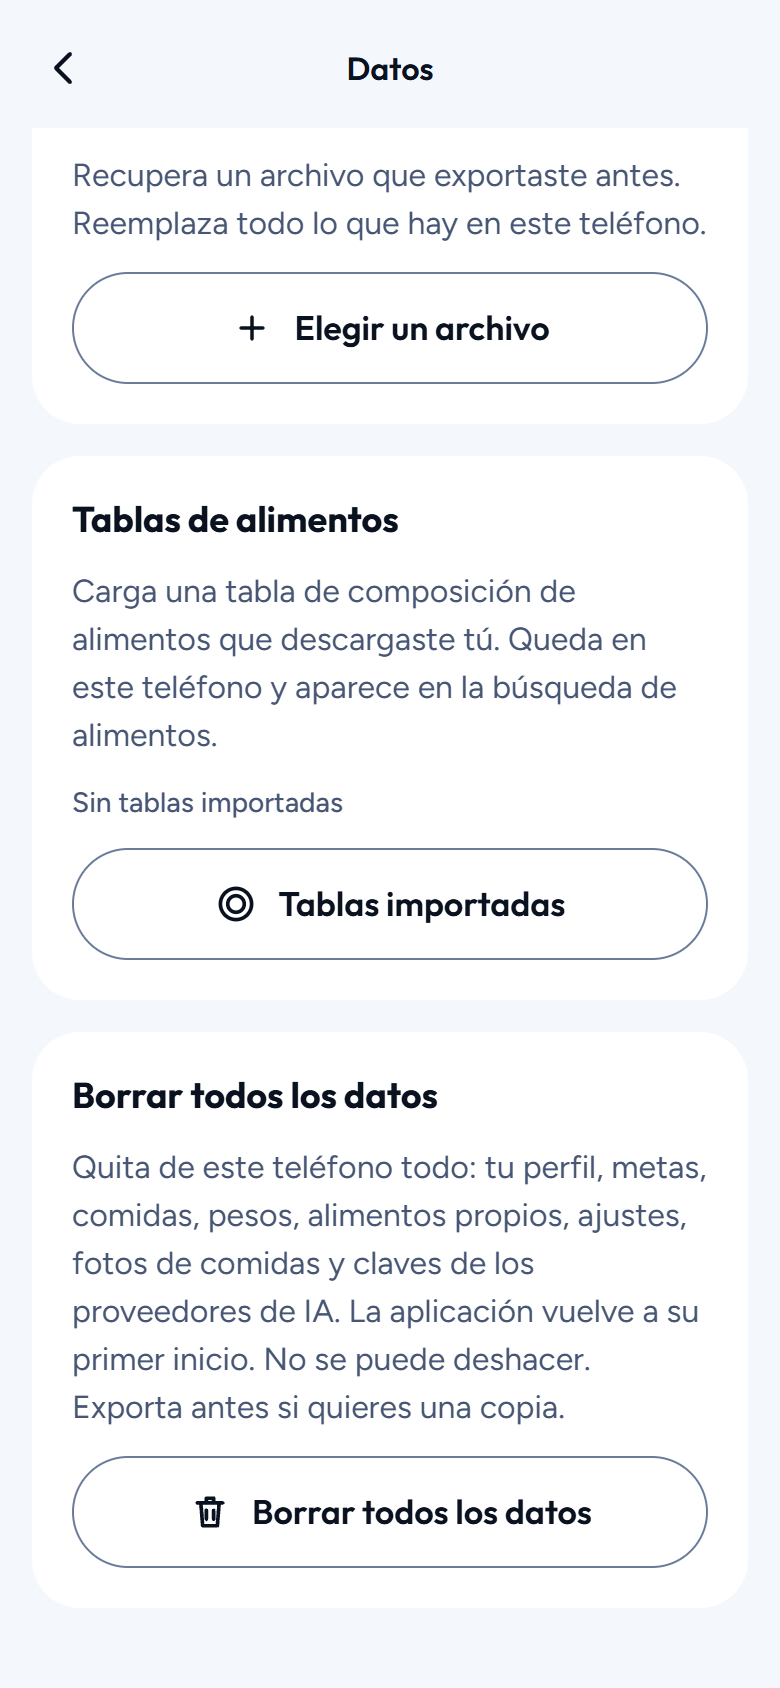 Datos
Recupera un archivo que exportaste antes.
Reemplaza todo lo que hay en este teléfono.
Elegir un archivo
Tablas de alimentos
Carga una tabla de composición de
alimentos que descargaste tú. Queda en
este teléfono y aparece en la búsqueda de
alimentos.
Sin tablas importadas
Tablas importadas
Borrar todos los datos
Quita de este teléfono todo: tu perfil, metas,
comidas, pesos, alimentos propios, ajustes,
fotos de comidas y claves de los
proveedores de IA. La aplicación vuelve a su
primer inicio. No se puede deshacer.
Exporta antes si quieres una copia.
Borrar todos los datos